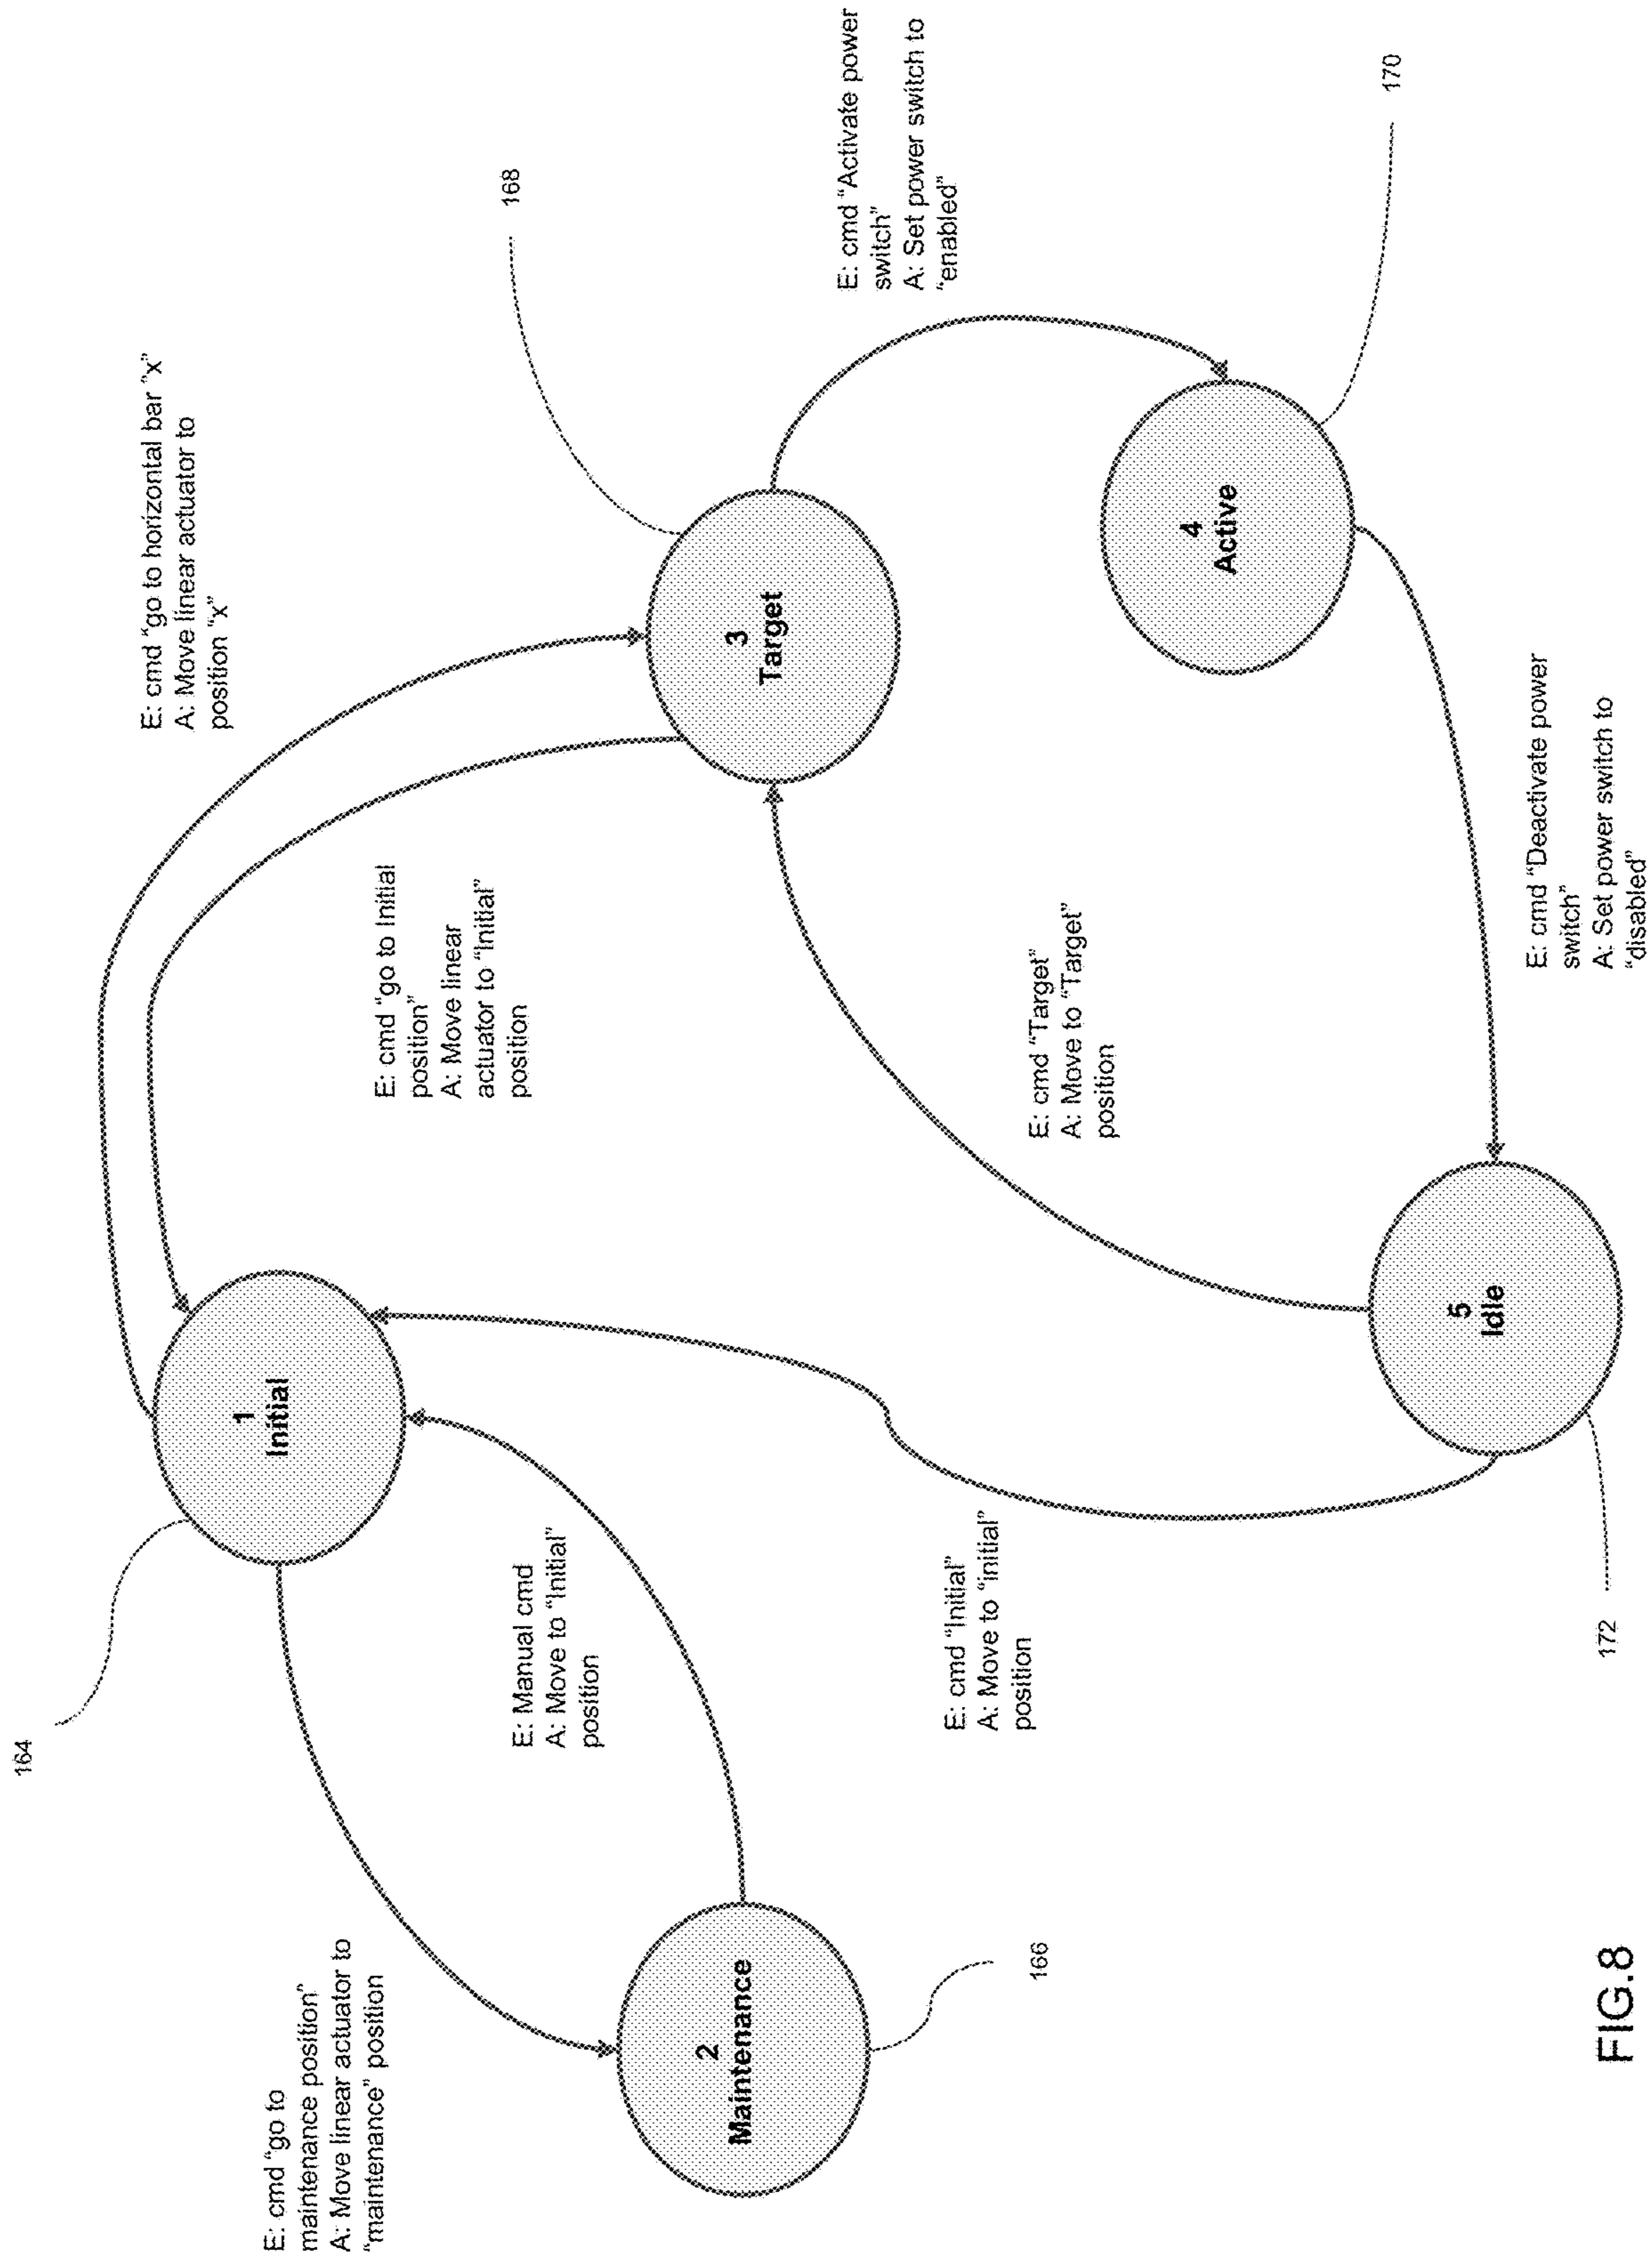 E: cmd "go to
maintenance position"
A: Move linear actuator to
"maintenance" position
164
1
Initial
E: cmd "go to horizontal bar "x"
A: Move linear actuator to
position "x"
E: cmd "go to Initial
position"
A: Move linear
actuator to "Initial"
position
168
E: Manual cmd
A: Move to "Initial"
position
2
Maintenance
166
3
Target
E: cmd "Activate power
switch"
A: Set power switch to
"enabled"
E: cmd "Initial"
A: Move to "initial"
position
E: cmd "Target"
A: Move to "Target"
position
4
Active
170
5
Idle
172
E: cmd "Deactivate power
switch"
A: Set power switch to
"disabled"
FIG.8